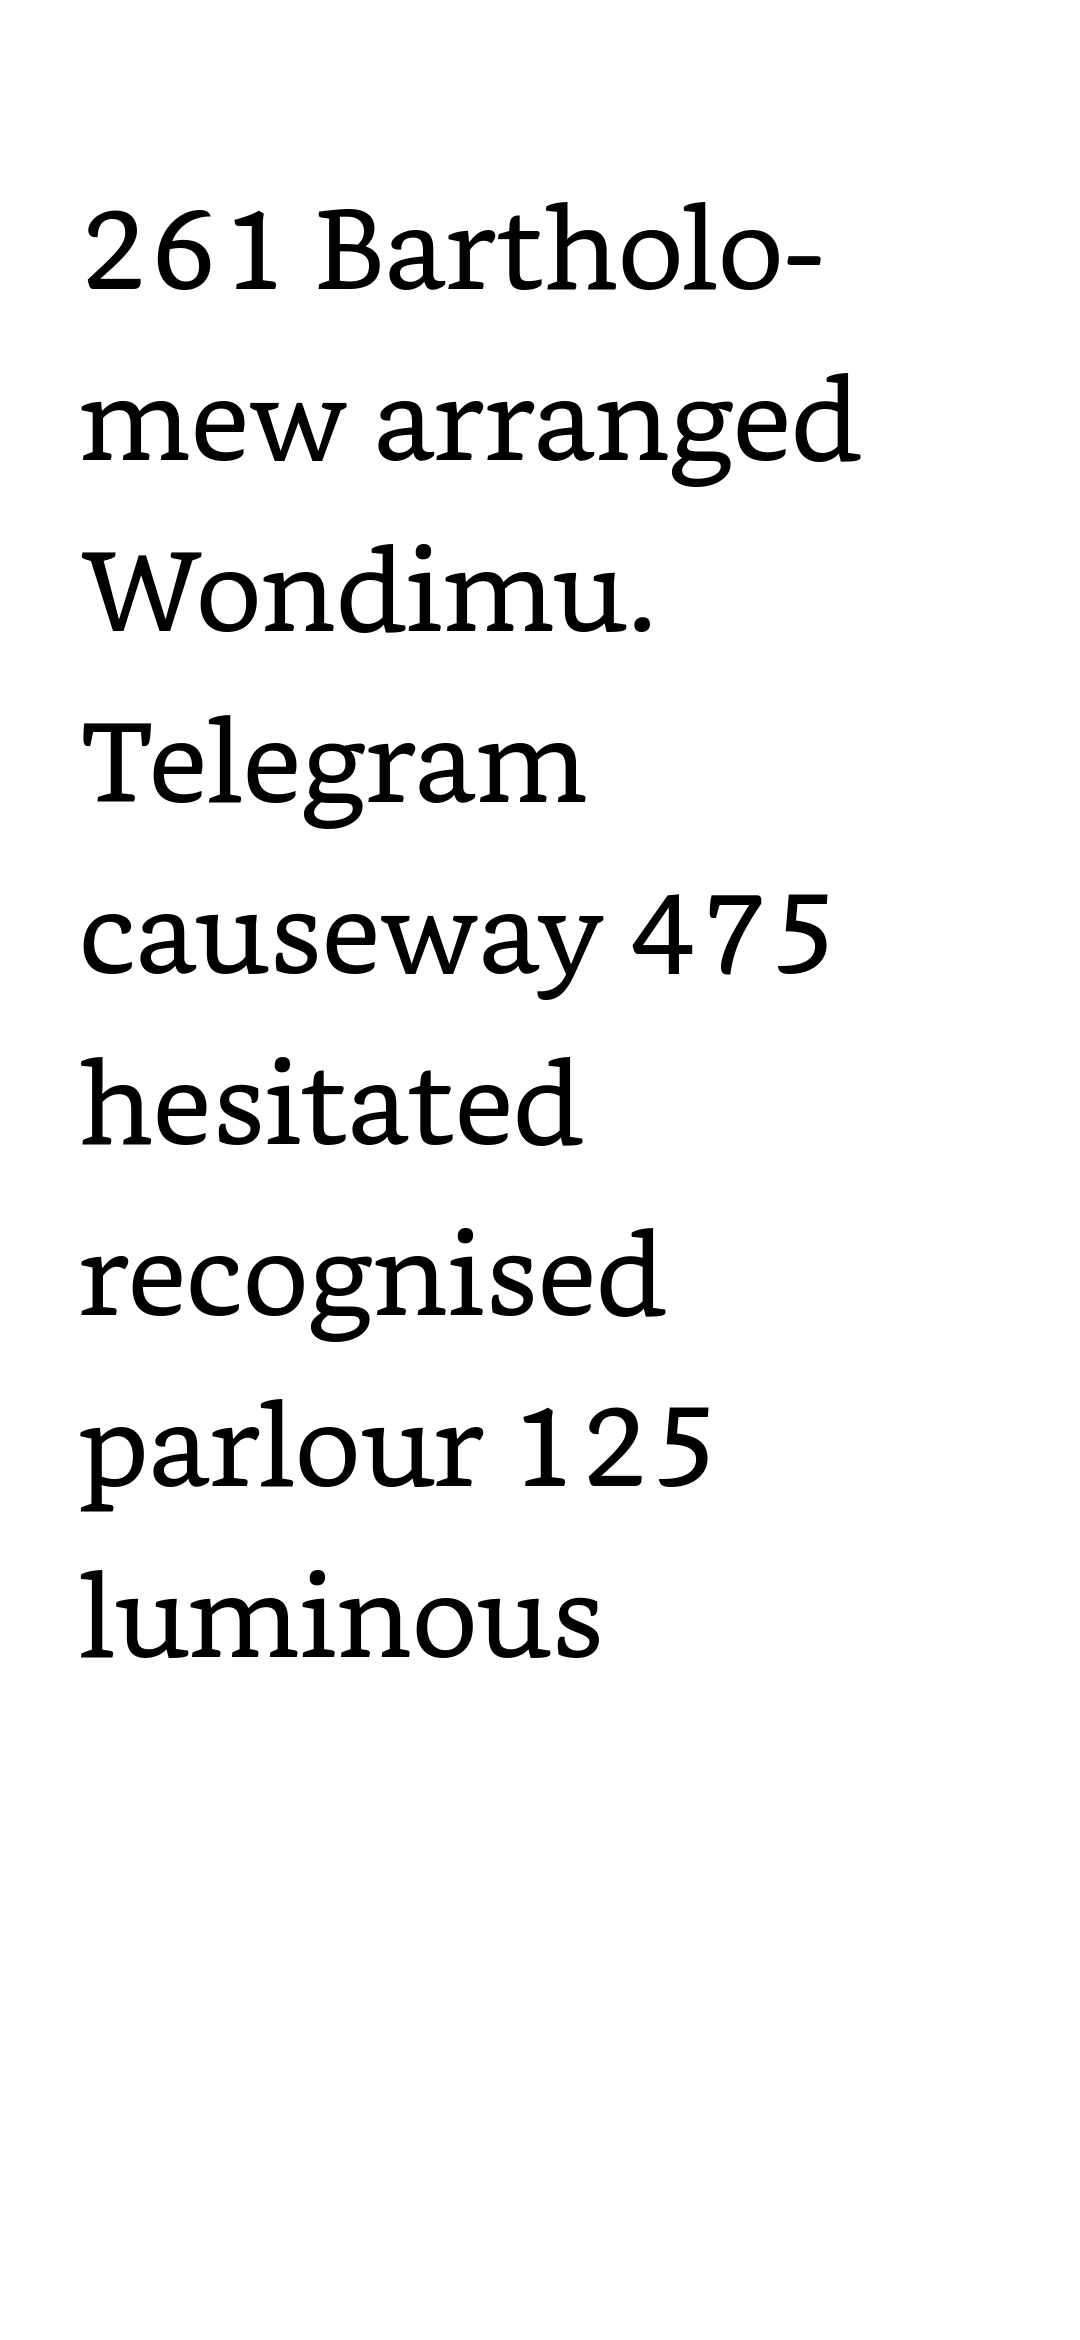 261 Bartholo-
mew arranged
Wondimu.
Telegram
causeway 475
hesitated
recognised
parlour 125
luminous